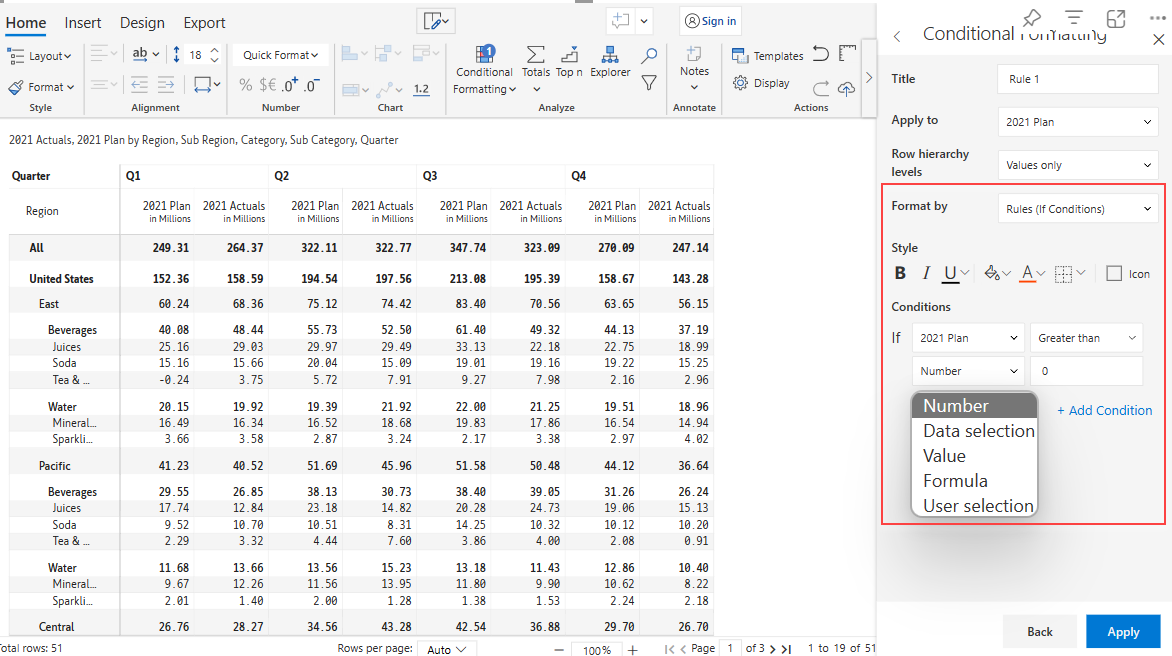 Home Insert Design Export
Sign in
Layout ab 18 Quick Format
Format % $€ .0+ .0- 1.2
Conditional Formatting Totals Top n Explorer
Notes Templates
Display
Style Alignment Number Chart Analyze Annotate Actions
2021 Actuals, 2021 Plan by Region, Sub Region, Category, Sub Category, Quarter
Quarter Q1 Q2 Q3 Q4
Region 2021 Plan in Millions 2021 Actuals in Millions 2021 Plan in Millions 2021 Actuals in Millions 2021 Plan in Millions 2021 Actuals in Millions 2021 Plan in Millions 2021 Actuals in Millions
All 249.31 264.37 322.11 322.77 347.74 323.09 270.09 247.14
United States 152.36 158.59 194.54 197.56 213.08 195.39 158.67 143.28
East 60.24 68.36 75.12 74.42 83.40 70.56 63.65 56.15
Beverages 40.08 48.44 55.73 52.50 61.40 49.32 44.13 37.19
Juices 25.16 29.03 29.97 29.49 33.13 22.18 22.75 18.99
Soda 15.16 15.66 20.04 15.09 19.01 19.16 19.22 15.25
Tea & ... -0.24 3.75 5.72 7.91 9.27 7.98 2.16 2.96
Water 20.15 19.92 19.39 21.92 22.00 21.25 19.51 18.96
Mineral... 16.49 16.34 16.52 18.68 19.83 17.86 16.54 14.94
Sparkli... 3.66 3.58 2.87 3.24 2.17 3.38 2.97 4.02
Pacific 41.23 40.52 51.69 45.96 51.58 50.48 44.12 36.64
Beverages 29.55 26.85 38.13 30.73 38.40 39.05 31.26 26.24
Juices 17.74 12.84 23.18 14.82 20.28 24.73 19.06 15.13
Soda 9.52 10.70 10.51 8.31 14.25 10.32 10.12 10.20
Tea & ... 2.29 3.32 4.44 7.60 3.86 4.00 2.08 0.91
Water 11.68 13.66 13.56 15.23 13.18 11.43 12.86 10.40
Mineral... 9.67 12.26 11.56 13.95 11.80 9.90 10.62 8.22
Sparkli... 2.01 1.40 2.00 1.28 1.38 1.53 2.24 2.18
Central 26.76 28.27 34.56 43.28 42.54 36.88 29.70 26.70
otal rows: 51 Rows per page: Auto 100% Page 1 of 3 1 to 19 of 51
Conditional Formatting
Title Rule 1
Apply to 2021 Plan
Row hierarchy levels Values only
Format by Rules (If Conditions)
Style
B I U A Icon
Conditions
If 2021 Plan Greater than
Number 0
+ Add Condition
Number
Data selection
Value
Formula
User selection
Back Apply